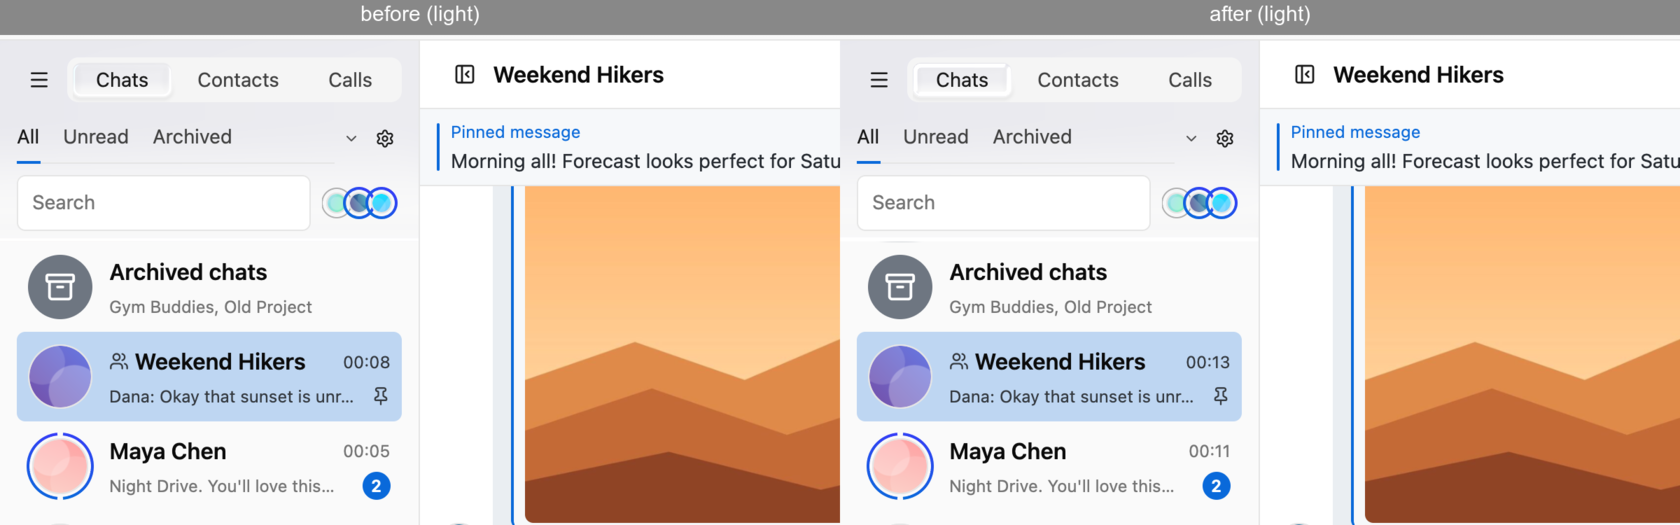 before (light)
after (light)
Chats Contacts Calls
All Unread Archived
Search
Archived chats
Gym Buddies, Old Project
Weekend Hikers 00:08
Dana: Okay that sunset is unr...
Maya Chen 00:05
Night Drive. You'll love this... 2
Weekend Hikers
Pinned message
Morning all! Forecast looks perfect for Satu
Chats Contacts Calls
All Unread Archived
Search
Archived chats
Gym Buddies, Old Project
Weekend Hikers 00:13
Dana: Okay that sunset is unr...
Maya Chen 00:11
Night Drive. You'll love this... 2
Weekend Hikers
Pinned message
Morning all! Forecast looks perfect for Satu